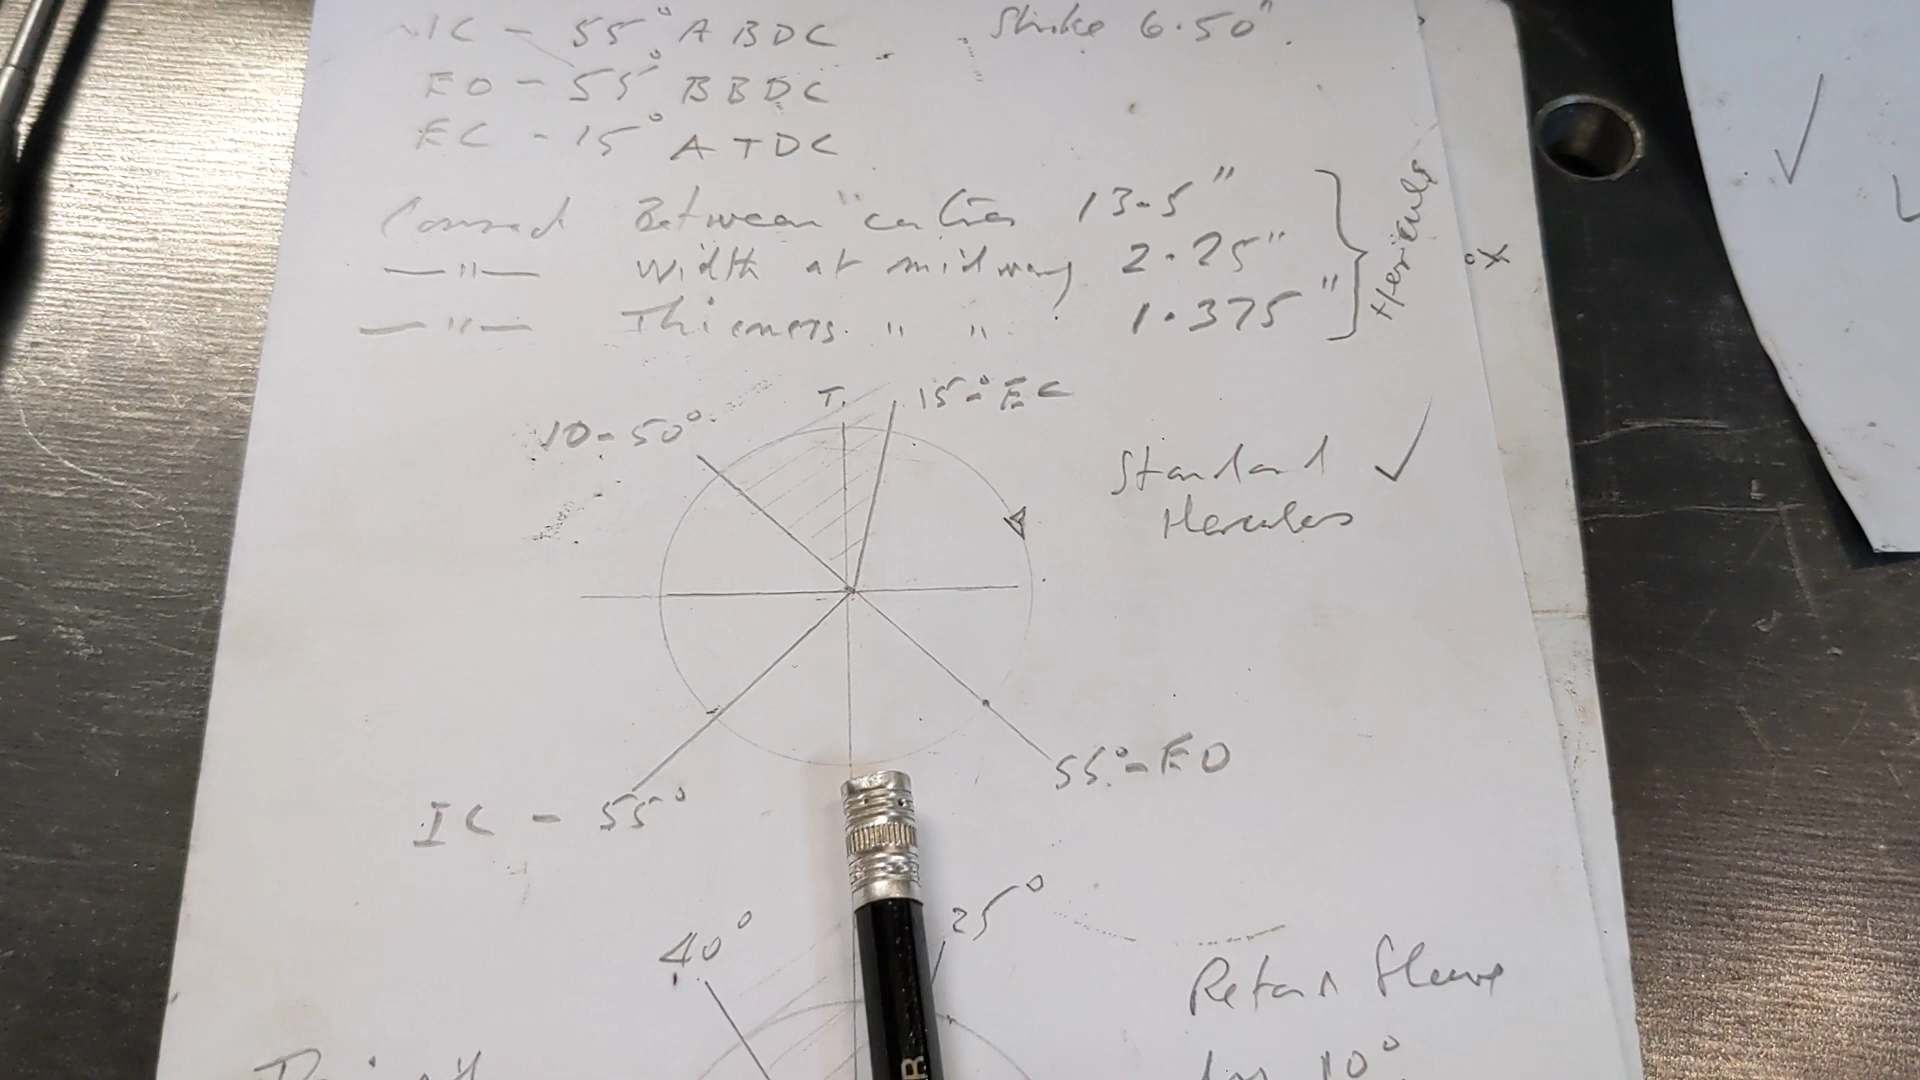 IC - 55° ABDC. Stroke 6.50".
EO - 55° BBDC
EC - 15° ATDC
Conrod Between centres 13.5"
—"— Width at midway 2.25"
—"— Thickness " " 1.375"
Hercules
IO - 50°
T.
15° - EC
Standard ✓
Hercules
55° - EO
IC - 55°
40°
25°
Retard Sleeve
by 10°